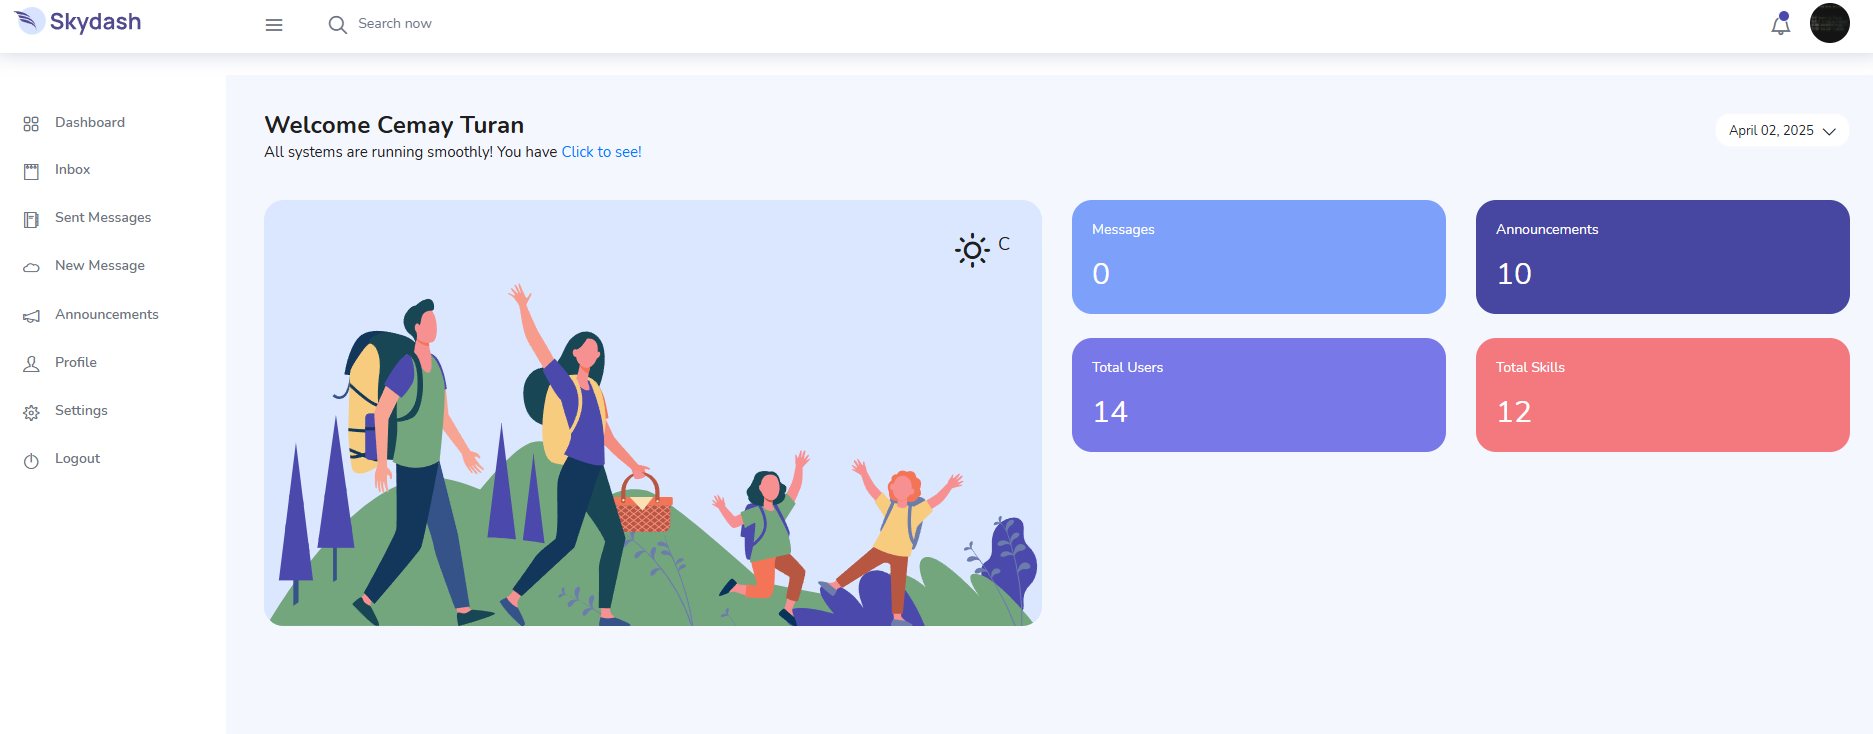 Skydash
Search now
Dashboard
Inbox
Sent Messages
New Message
Announcements
Profile
Settings
Logout
Welcome Cemay Turan
All systems are running smoothly! You have Click to see!
April 02, 2025
C
Messages
0
Announcements
10
Total Users
14
Total Skills
12